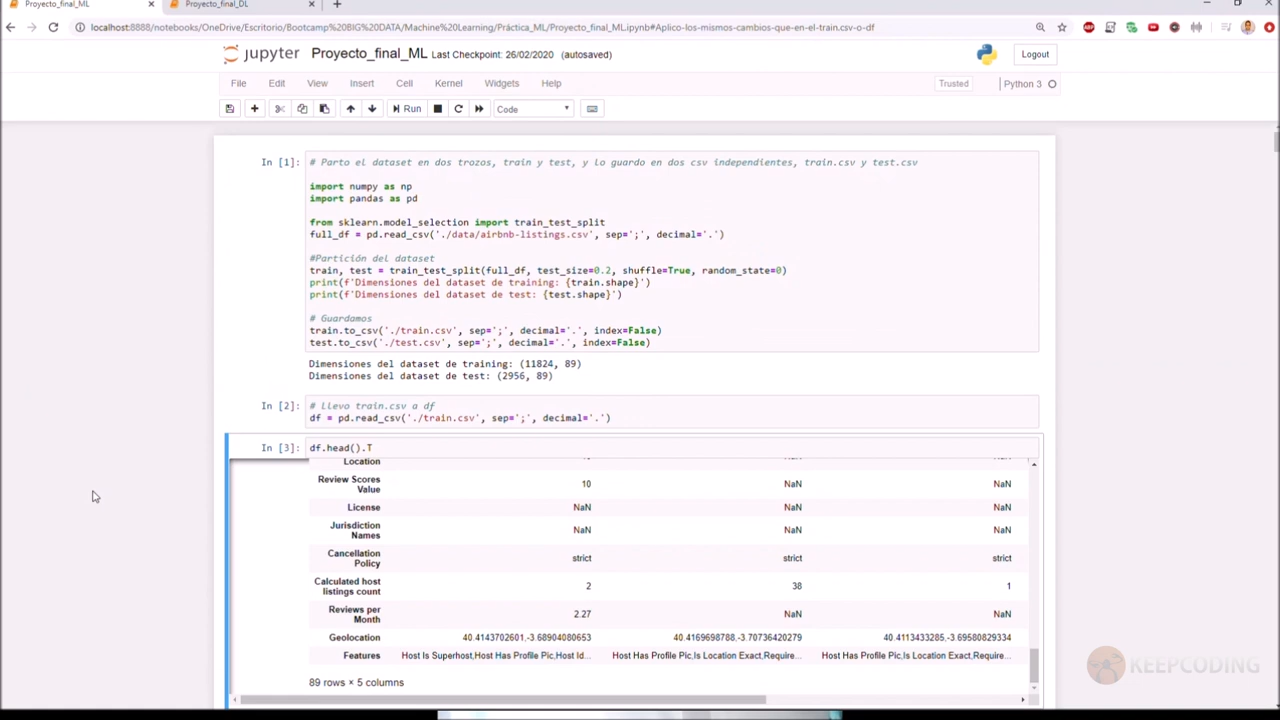 Proyecto_final_ML
Proyecto_final_DL
localhost:8888/notebooks/OneDrive/Escritorio/Bootcamp%20BIG%20DATA/Machine%20Learning/Práctica_ML/Proyecto_final_ML.ipynb#Aplico-los-mismos-cambios-que-en-el-train.csv-o-df
jupyter Proyecto_final_ML Last Checkpoint: 26/02/2020 (autosaved)
Logout
File Edit View Insert Cell Kernel Widgets Help
Trusted
Python 3
Run
Code
In [1]:
# Parto el dataset en dos trozos, train y test, y lo guardo en dos csv independientes, train.csv y test.csv
import numpy as np
import pandas as pd
from sklearn.model_selection import train_test_split
full_df = pd.read_csv('./data/airbnb-listings.csv', sep=';', decimal='.')
#Partición del dataset
train, test = train_test_split(full_df, test_size=0.2, shuffle=True, random_state=0)
print(f'Dimensiones del dataset de training: {train.shape}')
print(f'Dimensiones del dataset de test: {test.shape}')
# Guardamos
train.to_csv('./train.csv', sep=';', decimal='.', index=False)
test.to_csv('./test.csv', sep=';', decimal='.', index=False)
Dimensiones del dataset de training: (11824, 89)
Dimensiones del dataset de test: (2956, 89)
In [2]:
# Llevo train.csv a df
df = pd.read_csv('./train.csv', sep=';', decimal='.')
In [3]:
df.head().T
Location
Review Scores Value 10 NaN NaN
License NaN NaN NaN
Jurisdiction Names NaN NaN NaN
Cancellation Policy strict strict strict
Calculated host listings count 2 38 1
Reviews per Month 2.27 NaN NaN
Geolocation 40.4143702601,-3.68904080653 40.4169698788,-3.70736420279 40.4113433285,-3.69580829334
Features Host Is Superhost,Host Has Profile Pic,Host Id... Host Has Profile Pic,Is Location Exact,Require... Host Has Profile Pic,Is Location Exact,Require...
89 rows × 5 columns
KEEPCODING